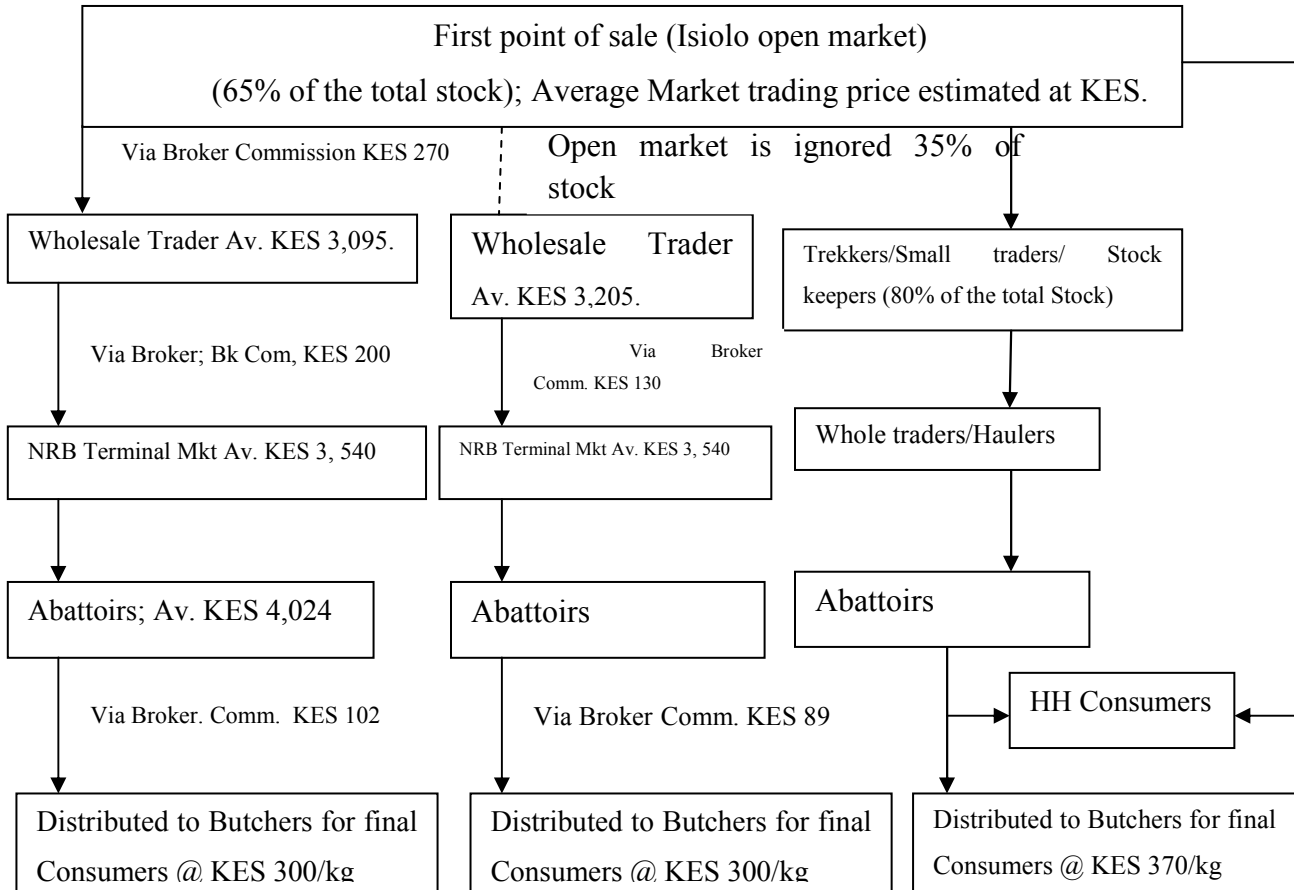 First point of sale (Isiolo open market)
(65% of the total stock); Average Market trading price estimated at KES.
Via Broker Commission KES 270
Open market is ignored 35% of
stock
Wholesale Trader Av. KES 3,095.
Wholesale Trader
Av. KES 3,205.
Trekkers/Small traders/ Stock
keepers (80% of the total Stock)
Via Broker; Bk Com, KES 200
Via Broker
Comm. KES 130
NRB Terminal Mkt Av. KES 3, 540
NRB Terminal Mkt Av. KES 3, 540
Whole traders/Haulers
Abattoirs; Av. KES 4,024
Abattoirs
Abattoirs
HH Consumers
Via Broker. Comm. KES 102
Via Broker Comm. KES 89
Distributed to Butchers for final
Consumers @ KES 300/kg
Distributed to Butchers for final
Consumers @ KES 300/kg
Distributed to Butchers for final
Consumers @ KES 370/kg